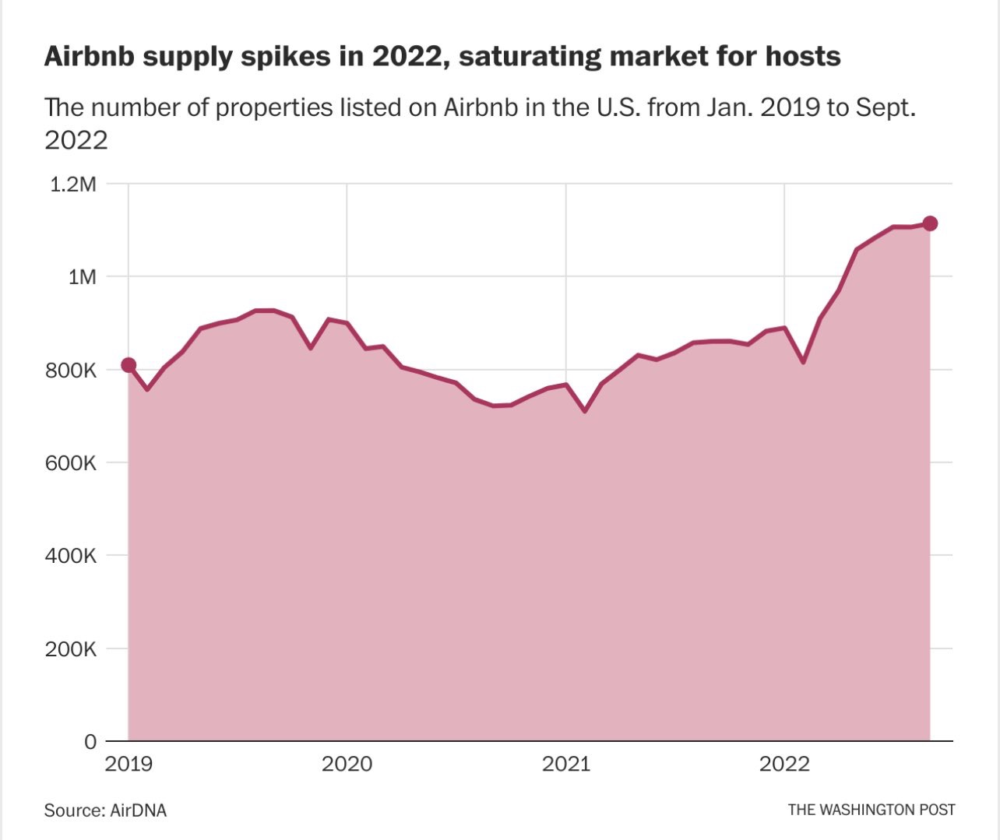 Airbnb supply spikes in 2022, saturating market for hosts
The number of properties listed on Airbnb in the U.S. from Jan. 2019 to Sept.
2022
1.2M
1M
800K
600K
400K
200K
0
2019 2020 2021 2022
Source: AirDNA THE WASHINGTON POST